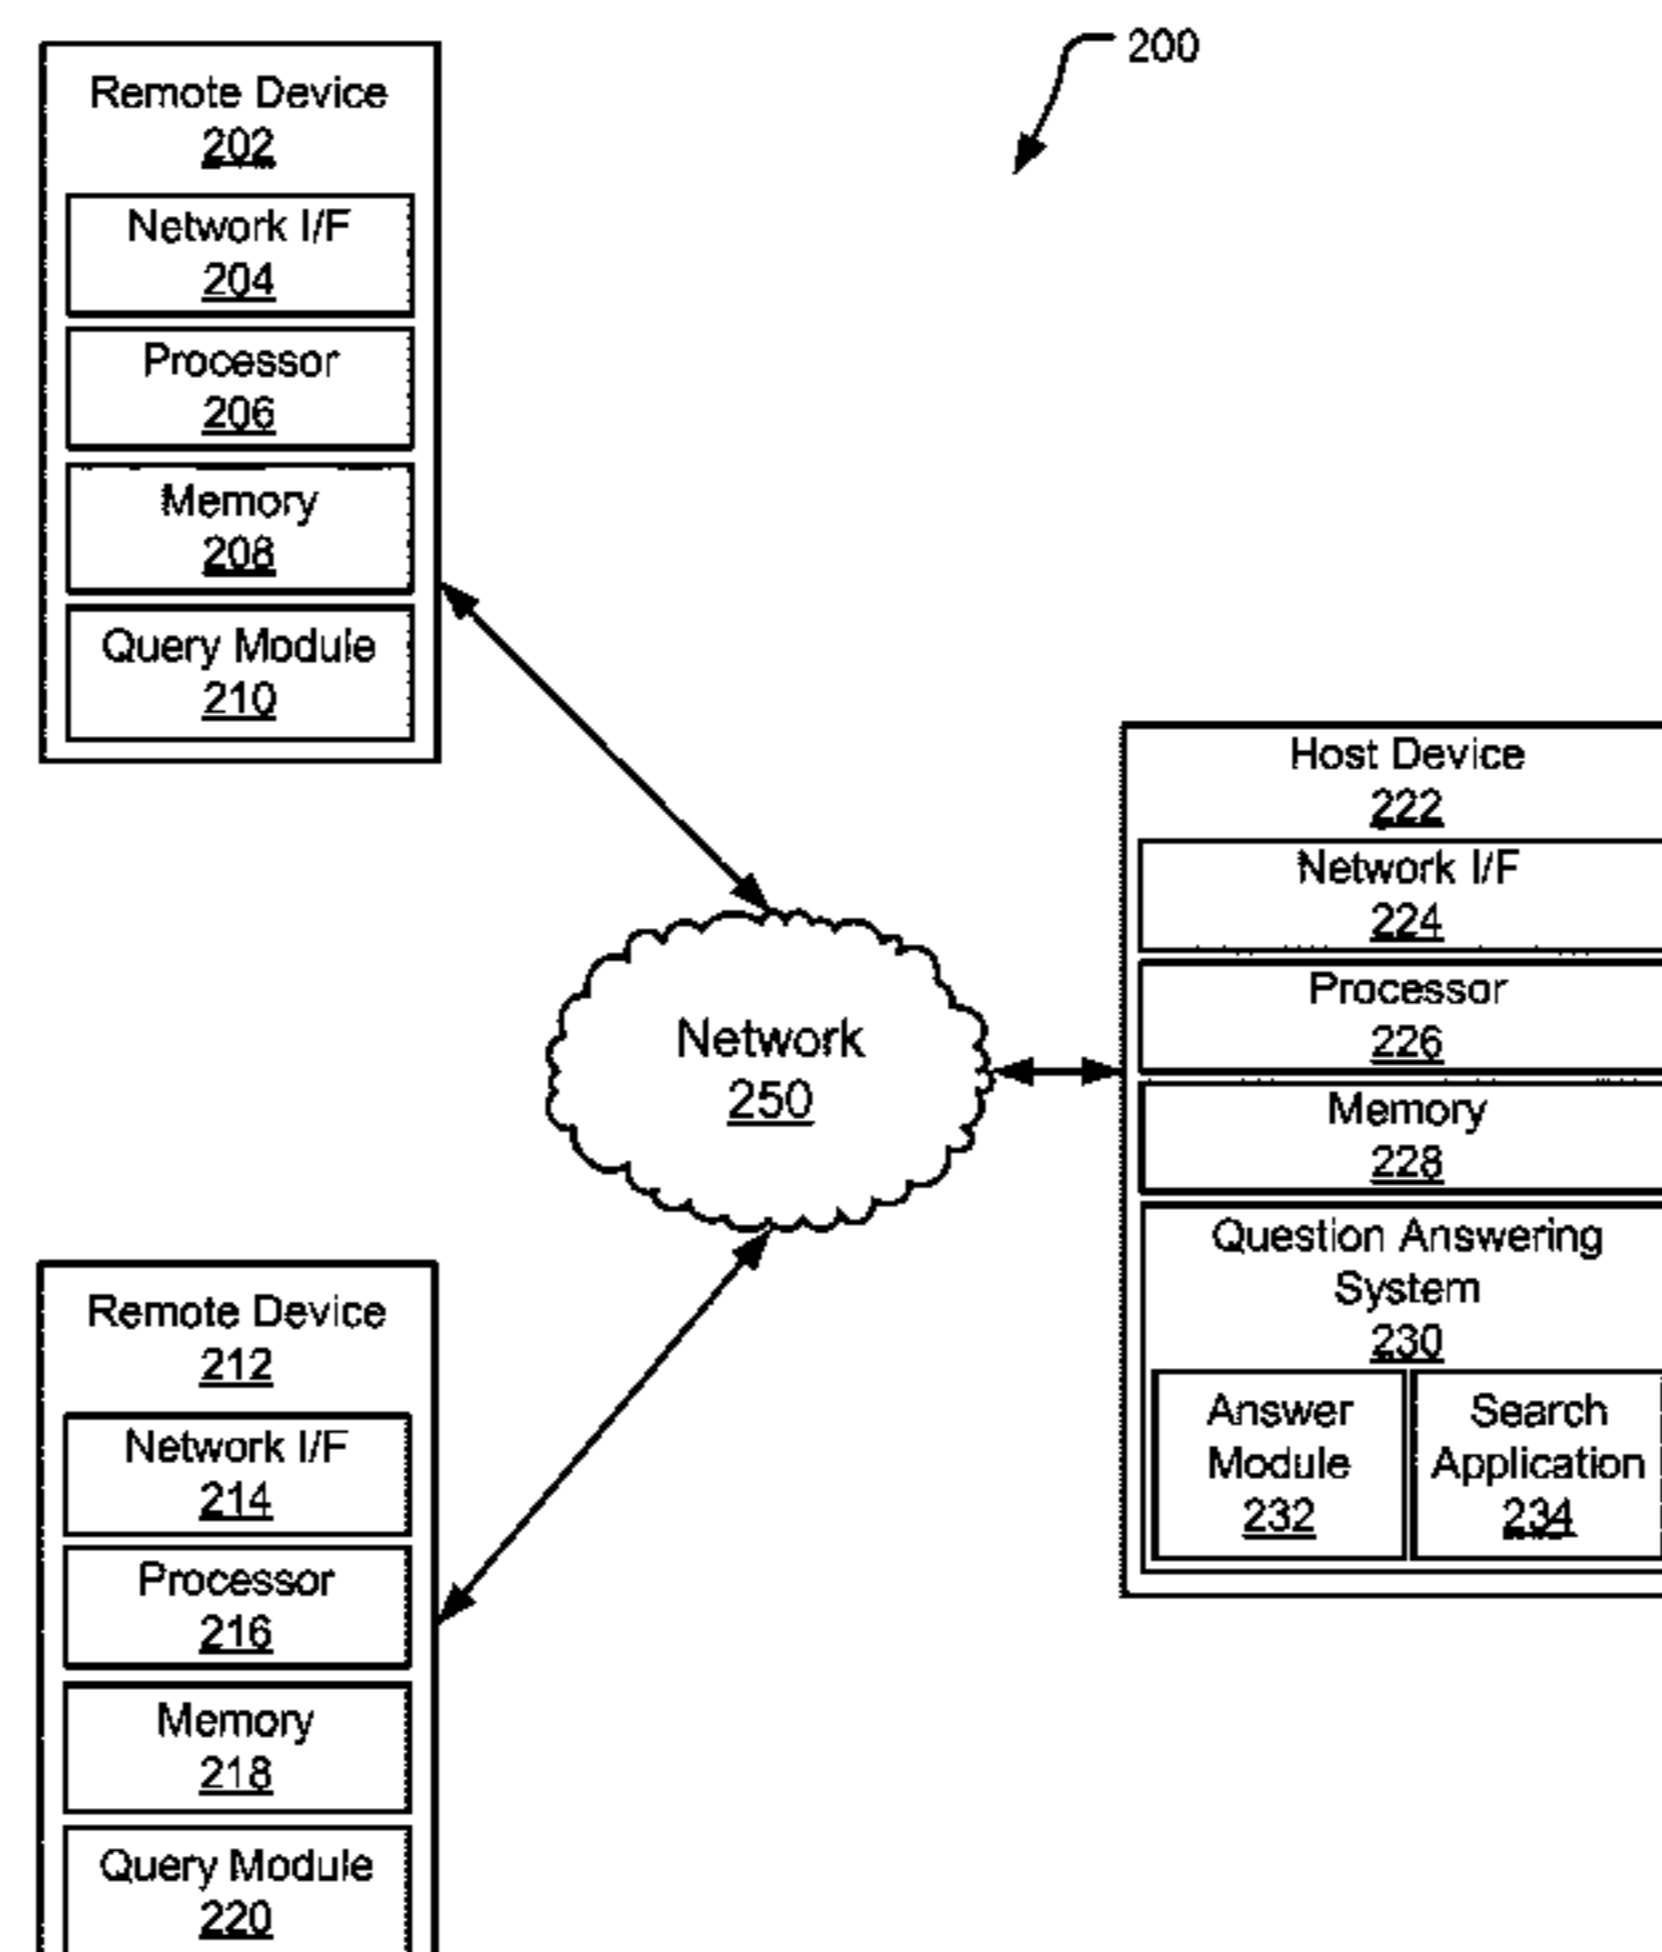 200
Remote Device
202
Network I/F
204
Processor
206
Memory
208
Query Module
210
Network
250
Host Device
222
Network I/F
224
Processor
226
Memory
228
Question Answering
System
230
Answer
Module
232
Search
Application
234
Remote Device
212
Network I/F
214
Processor
216
Memory
218
Query Module
220